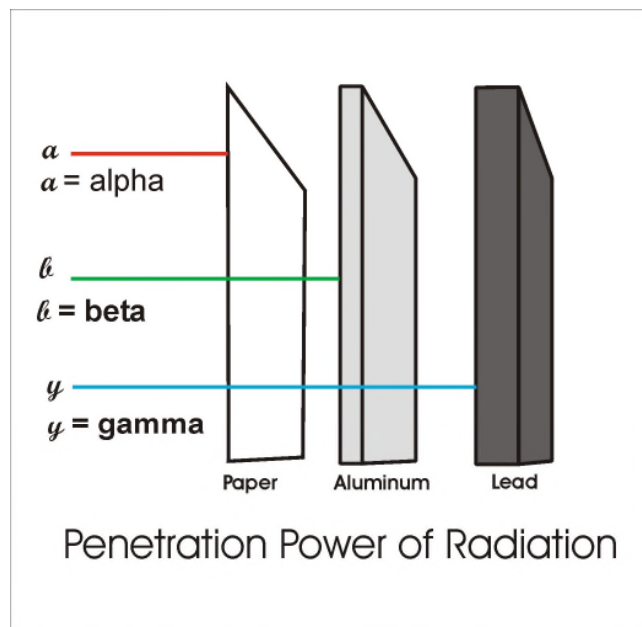 a
a = alpha
b
b = beta
y
y = gamma
Paper Aluminum Lead
Penetration Power of Radiation